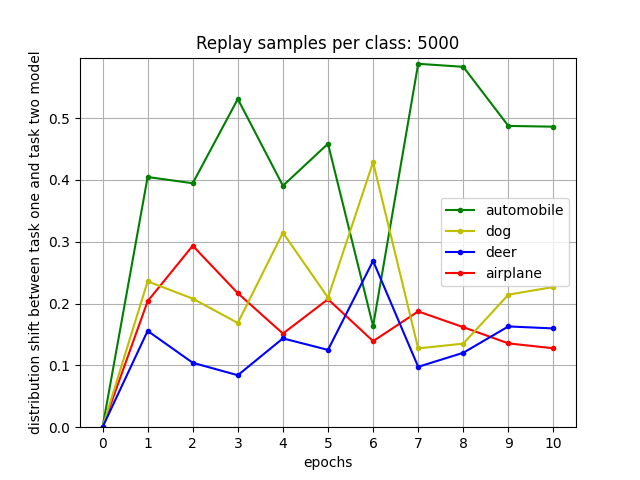 Replay samples per class: 5000
distribution shift between task one and task two model
0.5
0.4
0.3
0.2
0.1
0.0
automobile
dog
deer
airplane
0 1 2 3 4 5 6 7 8 9 10
epochs